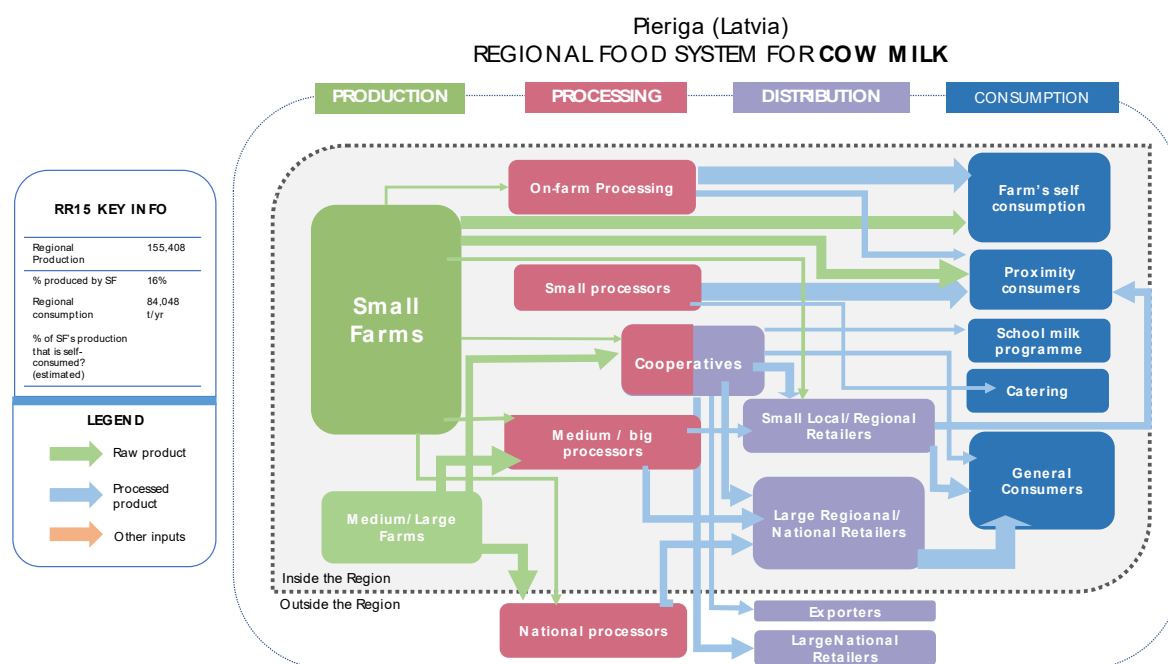 Pieriga (Latvia)
REGIONAL FOOD SYSTEM FOR COW MILK
PRODUCTION
PROCESSING
DISTRIBUTION
CONSUMPTION
RR15 KEY INFO
Regional
Production
155,408
% produced by SF
16%
Regional
consumption
84,048
t/yr
% of SF's production
that is self-
consumed?
(estimated)
LEGEND
Raw product
Processed
product
Other inputs
On-farm Processing
Farm's self
consumption
Small
Farms
Small processors
Proximity
consumers
Cooperatives
School milk
programme
Catering
Medium / big
processors
Small Local/ Regional
Retailers
General
Consumers
Medium/ Large
Farms
Large Regioanal/
National Retailers
Inside the Region
Outside the Region
National processors
Exporters
LargeNational
Retailers